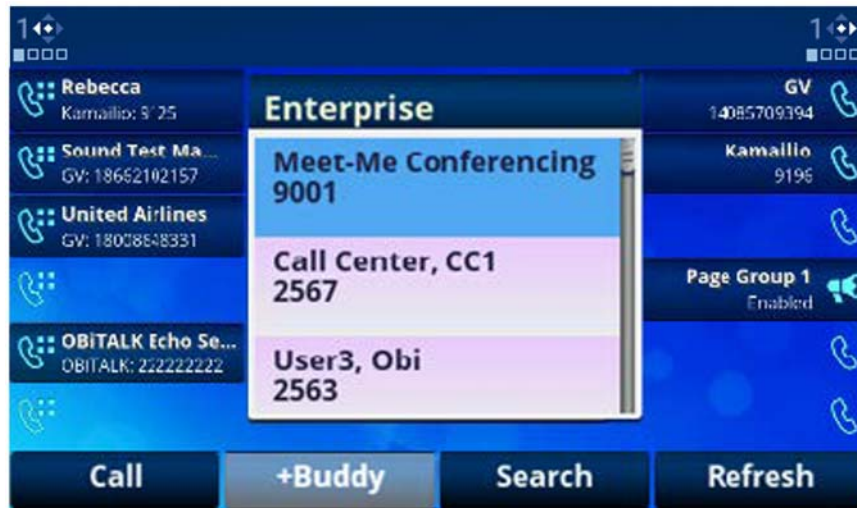 1
1
Rebecca
Kamailio: 9125
GV
14085709394
Enterprise
Sound Test Ma...
GV: 18662102157
Meet-Me Conferencing
9001
Kamailio
9196
United Airlines
GV: 18008648331
Call Center, CC1
2567
Page Group 1
Enabled
OBiTALK Echo Se...
OBiTALK: 222222222
User3, Obi
2563
Call
+Buddy
Search
Refresh